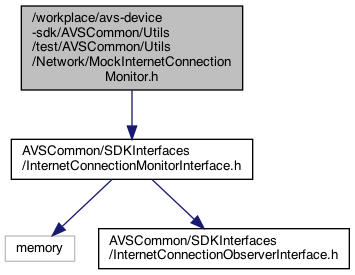 /workplace/avs-device
-sdk/AVSCommon/Utils
/test/AVSCommon/Utils
/Network/MockInternetConnection
Monitor.h
AVSCommon/SDKInterfaces
/InternetConnectionMonitorInterface.h
memory
AVSCommon/SDKInterfaces
/InternetConnectionObserverInterface.h